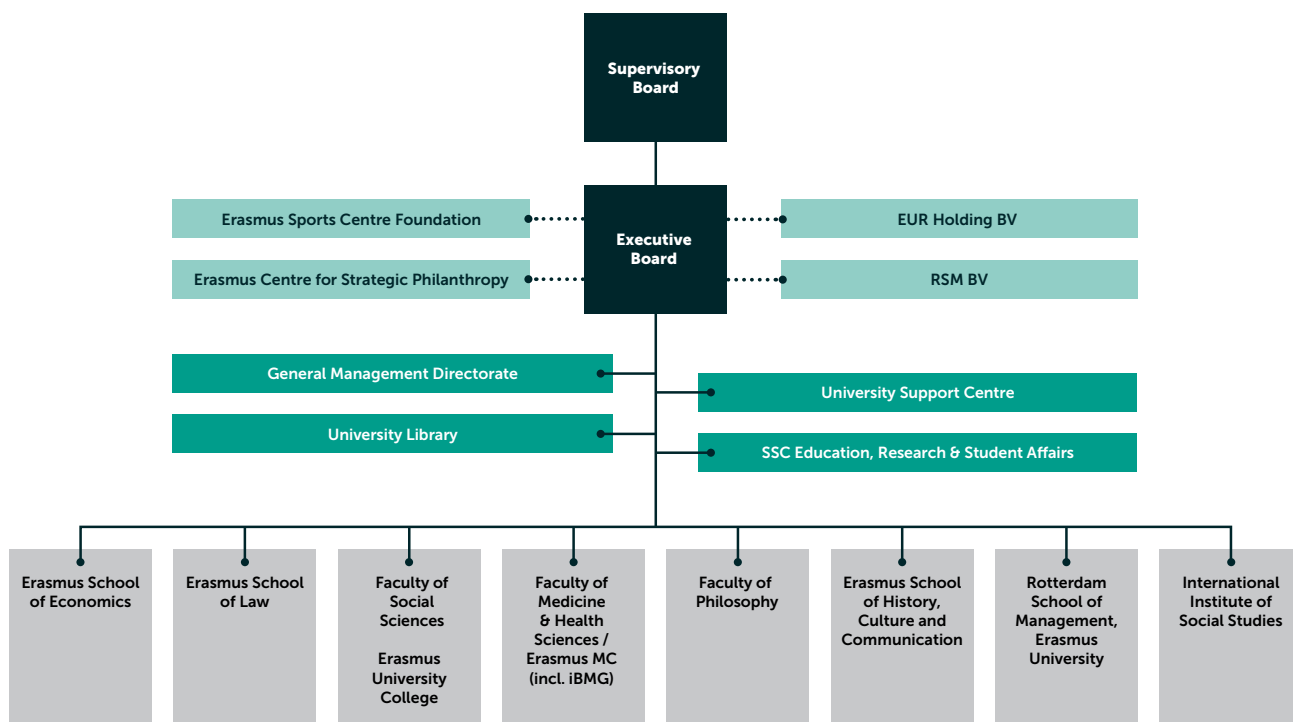 Supervisory
Board
Erasmus Sports Centre Foundation
EUR Holding BV
Executive
Board
Erasmus Centre for Strategic Philanthropy
RSM BV
General Management Directorate
University Support Centre
University Library
SSC Education, Research & Student Affairs
Erasmus School
of Economics
Erasmus School
of Law
Faculty of
Social
Sciences
Erasmus
University
College
Faculty of
Medicine
& Health
Sciences /
Erasmus MC
(incl. iBMG)
Faculty of
Philosophy
Erasmus School
of History,
Culture and
Communication
Rotterdam
School of
Management,
Erasmus
University
International
Institute of
Social Studies